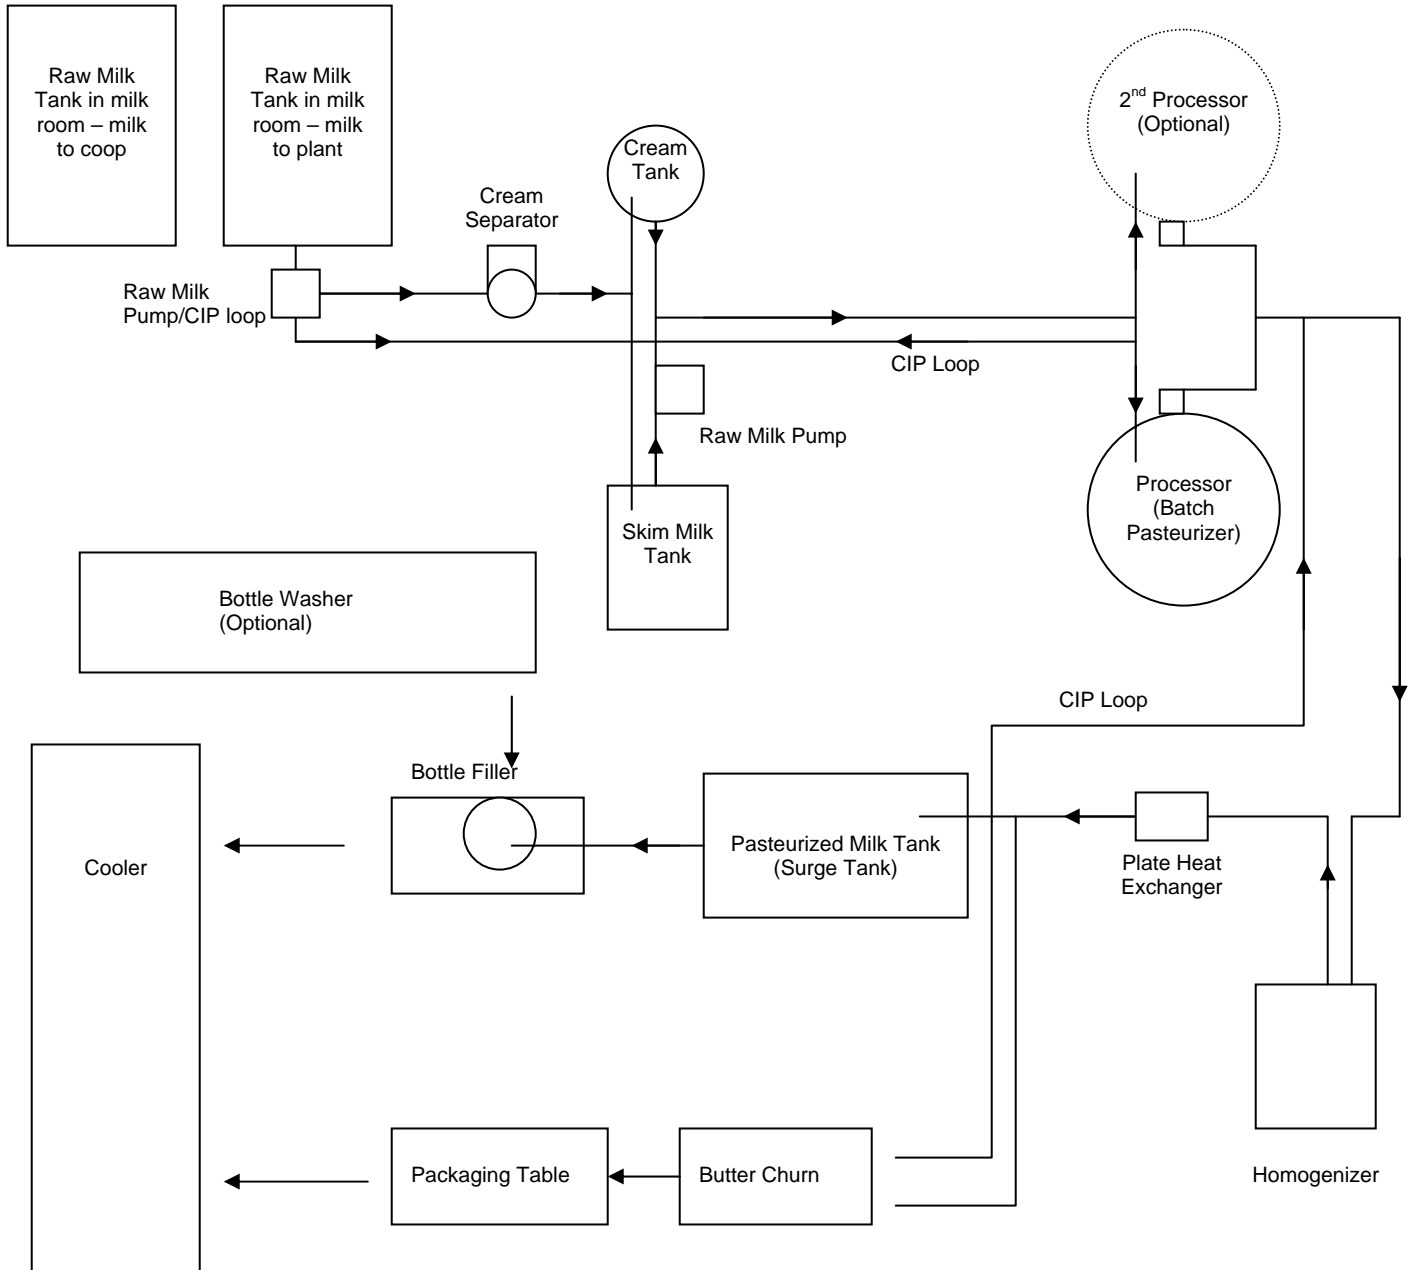 Raw Milk
Tank in milk
room – milk
to coop
Raw Milk
Tank in milk
room – milk
to plant
2nd Processor
(Optional)
Cream
Tank
Cream
Separator
Raw Milk
Pump/CIP loop
CIP Loop
Raw Milk Pump
Processor
(Batch
Pasteurizer)
Skim Milk
Tank
Bottle Washer
(Optional)
CIP Loop
Bottle Filler
Pasteurized Milk Tank
(Surge Tank)
Plate Heat
Exchanger
Cooler
Packaging Table
Butter Churn
Homogenizer